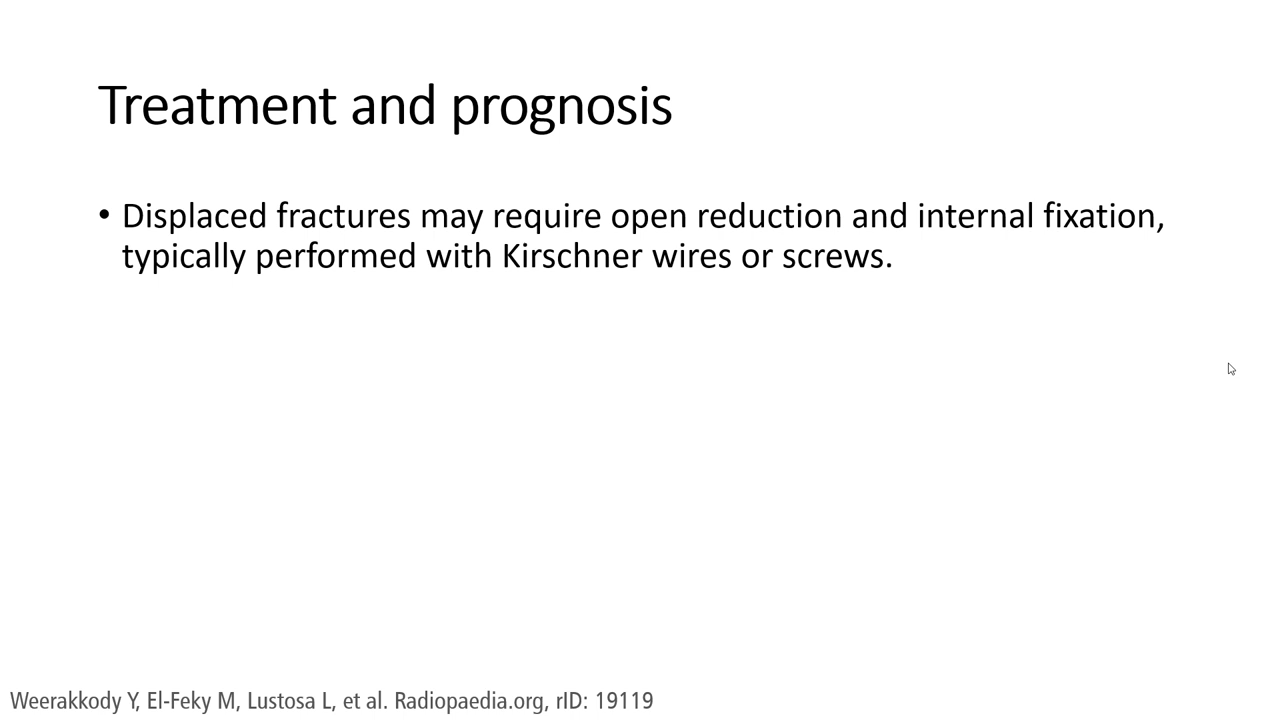 Treatment and prognosis
• Displaced fractures may require open reduction and internal fixation,
typically performed with Kirschner wires or screws.
Weerakkody Y, El-Feky M, Lustosa L, et al. Radiopaedia.org, rID: 19119